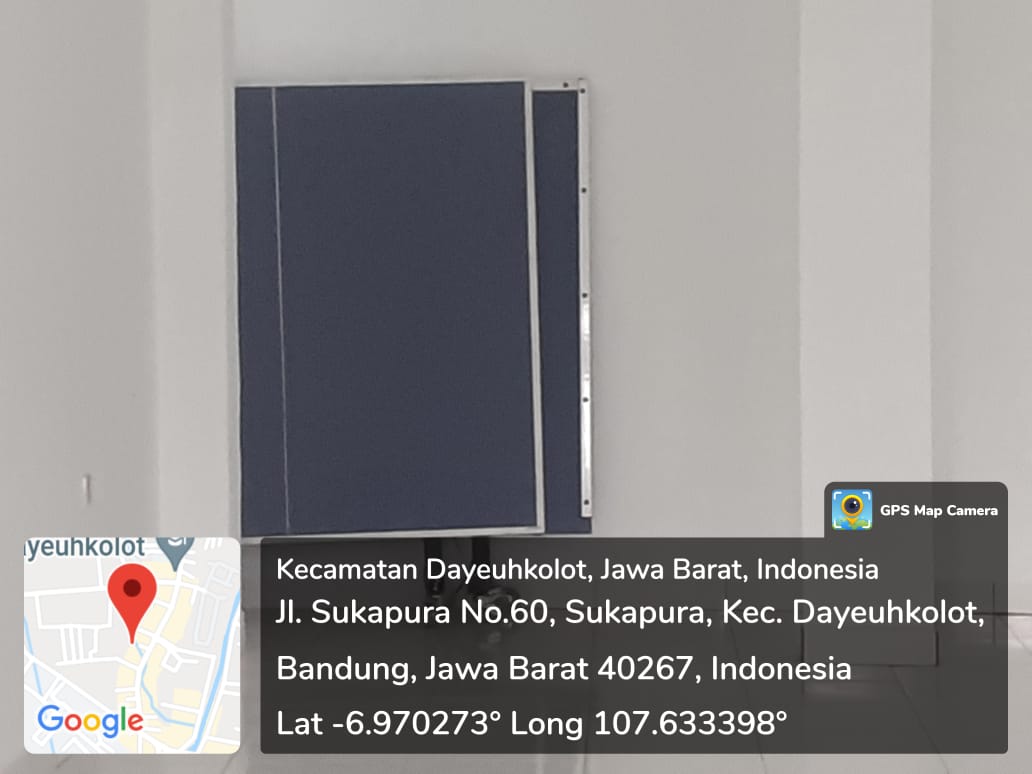 GPS Map Camera
yeuhkolot
Google
Kecamatan Dayeuhkolot, Jawa Barat, Indonesia
Jl. Sukapura No.60, Sukapura, Kec. Dayeuhkolot,
Bandung, Jawa Barat 40267, Indonesia
Lat -6.970273° Long 107.633398°